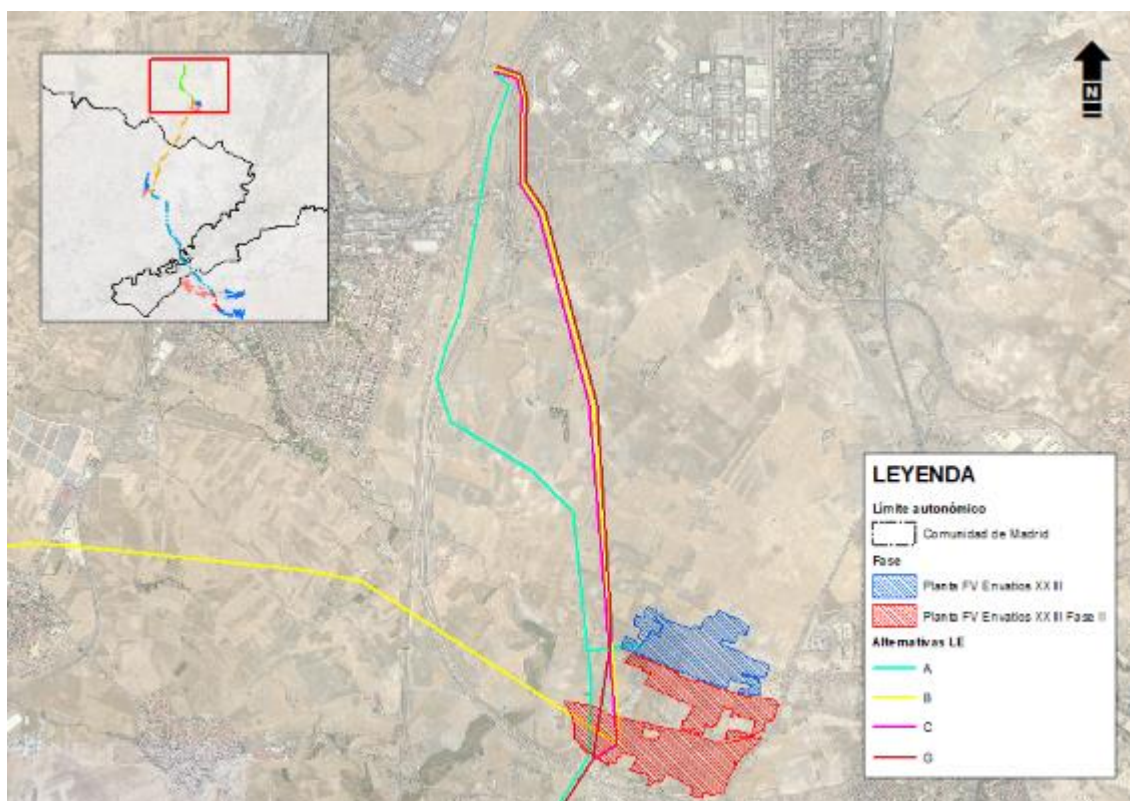 N
LEYENDA
Límite autonómico
Comunidad de Madrid
Fase
Planta FV Envatios XXIII
Planta FV Envatios XXIII Fase II
Alternativas LE
A
B
C
G